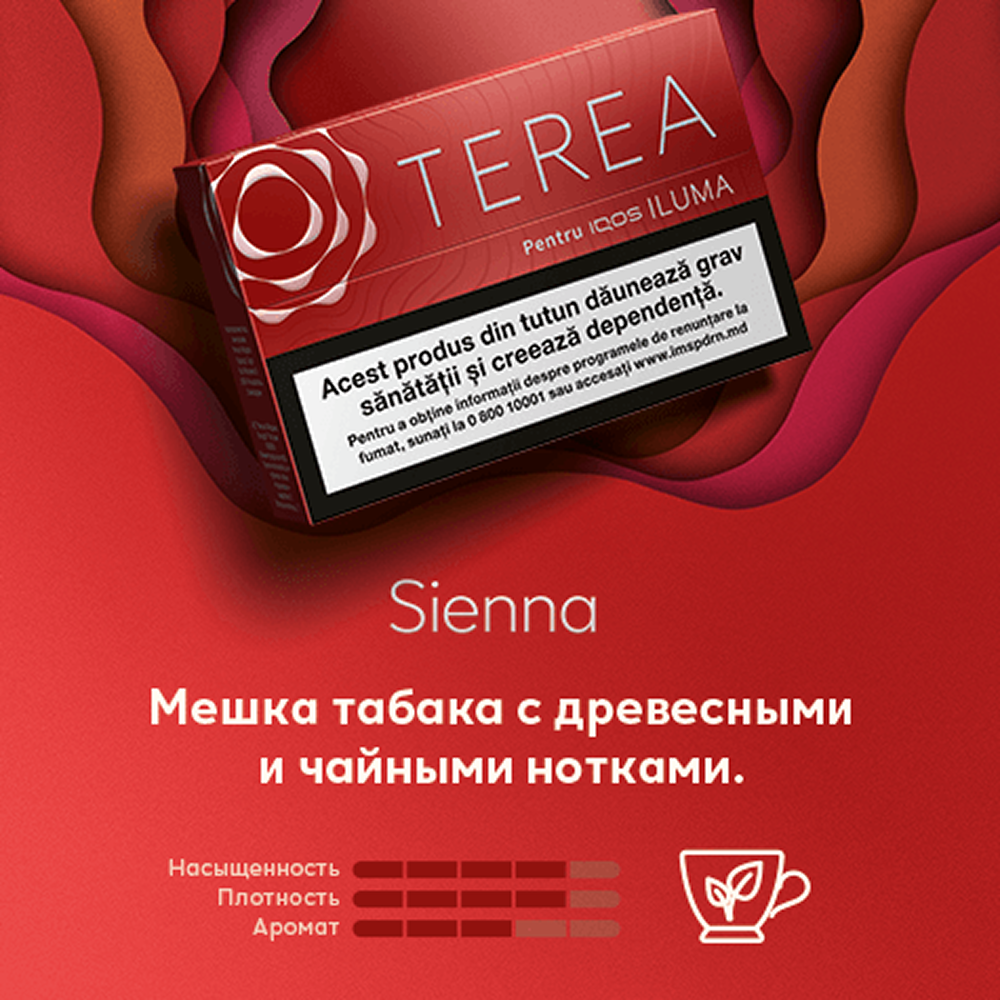 TEREA
Pentru IQOS ILUMA
Acest produs din tutun dăunează grav
sănătății și creează dependență.
Pentru a obține informații despre programele de renunțare la
fumat, sunați la 0 800 10001 sau accesați www.imspdrn.md
Sienna
Мешка табака с древесными
и чайными нотками.
Насыщенность
Плотность
Аромат